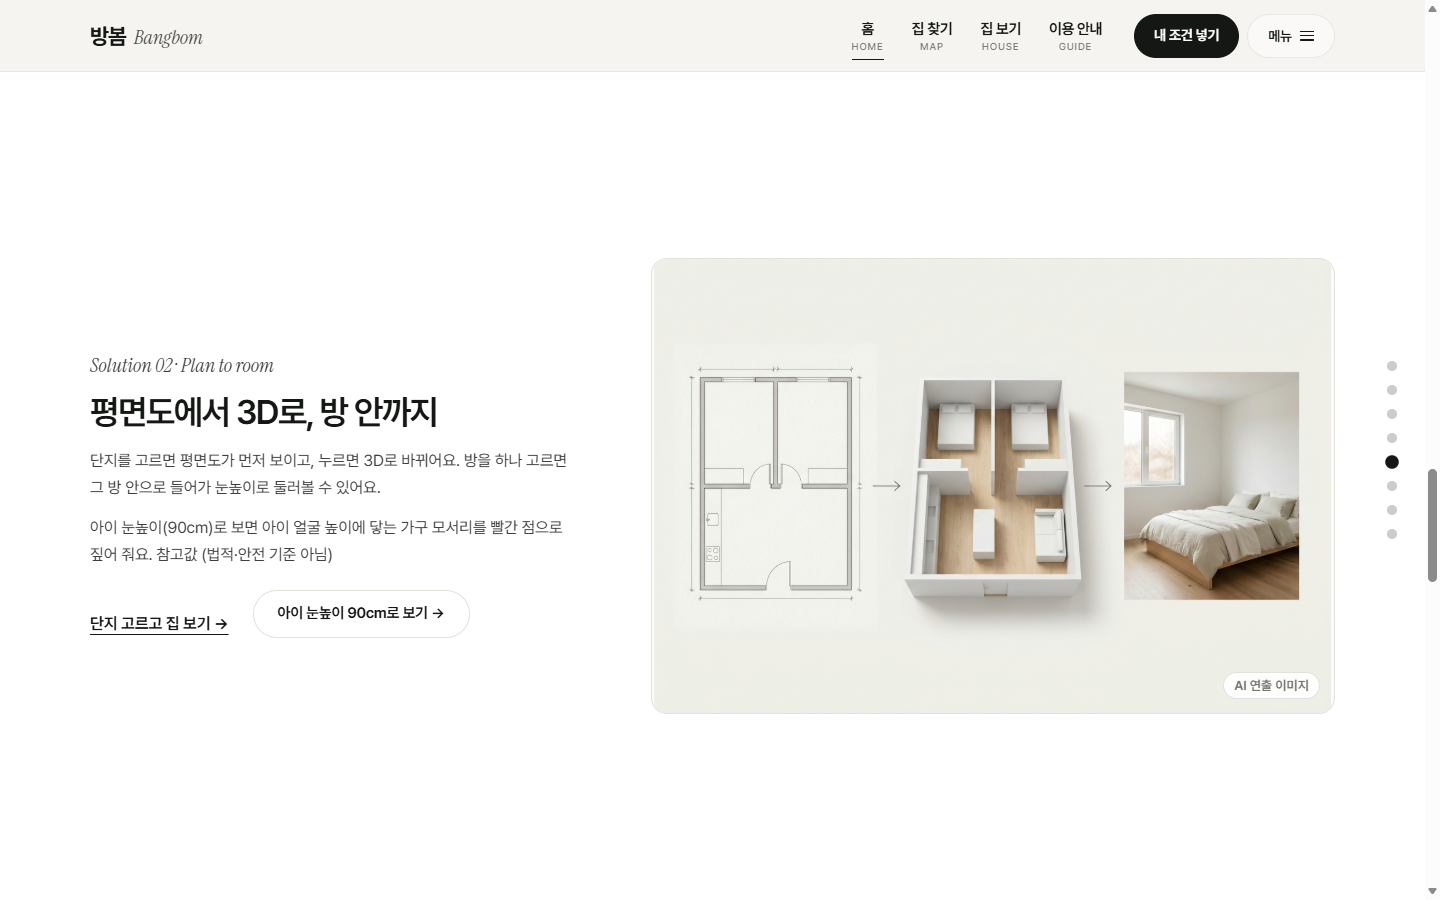 방봄 Bangbom
홈
HOME
집 찾기
MAP
집 보기
HOUSE
이용 안내
GUIDE
내 조건 넣기
메뉴
Solution 02 · Plan to room
평면도에서 3D로, 방 안까지
단지를 고르면 평면도가 먼저 보이고, 누르면 3D로 바뀌어요. 방을 하나 고르면
그 방 안으로 들어가 눈높이로 둘러볼 수 있어요.
아이 눈높이(90cm)로 보면 아이 얼굴 높이에 닿는 가구 모서리를 빨간 점으로
짚어 줘요. 참고값 (법적·안전 기준 아님)
단지 고르고 집 보기 →
아이 눈높이 90cm로 보기 →
AI 연출 이미지